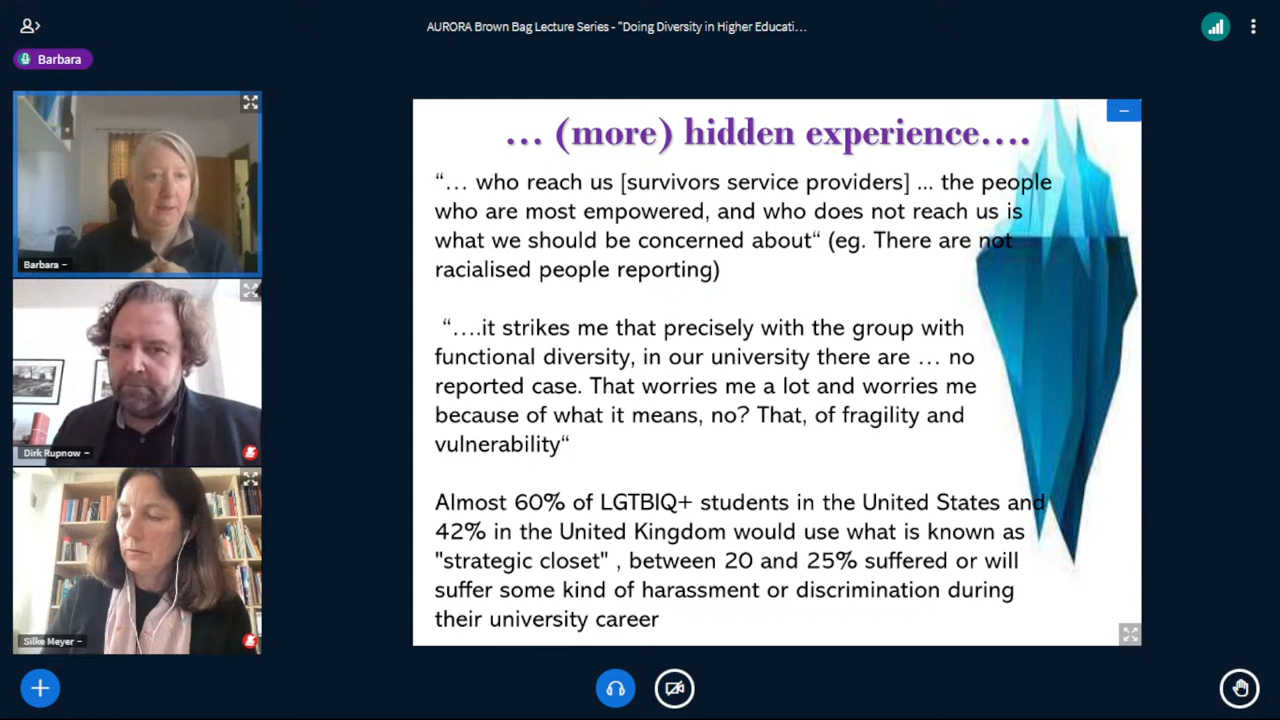 AURORA Brown Bag Lecture Series - "Doing Diversity in Higher Educati...
Barbara
Barbara –
Dirk Rupnow –
Silke Meyer –
… (more) hidden experience….
“… who reach us [survivors service providers] ... the people
who are most empowered, and who does not reach us is
what we should be concerned about“ (eg. There are not
racialised people reporting)
“….it strikes me that precisely with the group with
functional diversity, in our university there are … no
reported case. That worries me a lot and worries me
because of what it means, no? That, of fragility and
vulnerability“
Almost 60% of LGTBIQ+ students in the United States and
42% in the United Kingdom would use what is known as
"strategic closet" , between 20 and 25% suffered or will
suffer some kind of harassment or discrimination during
their university career